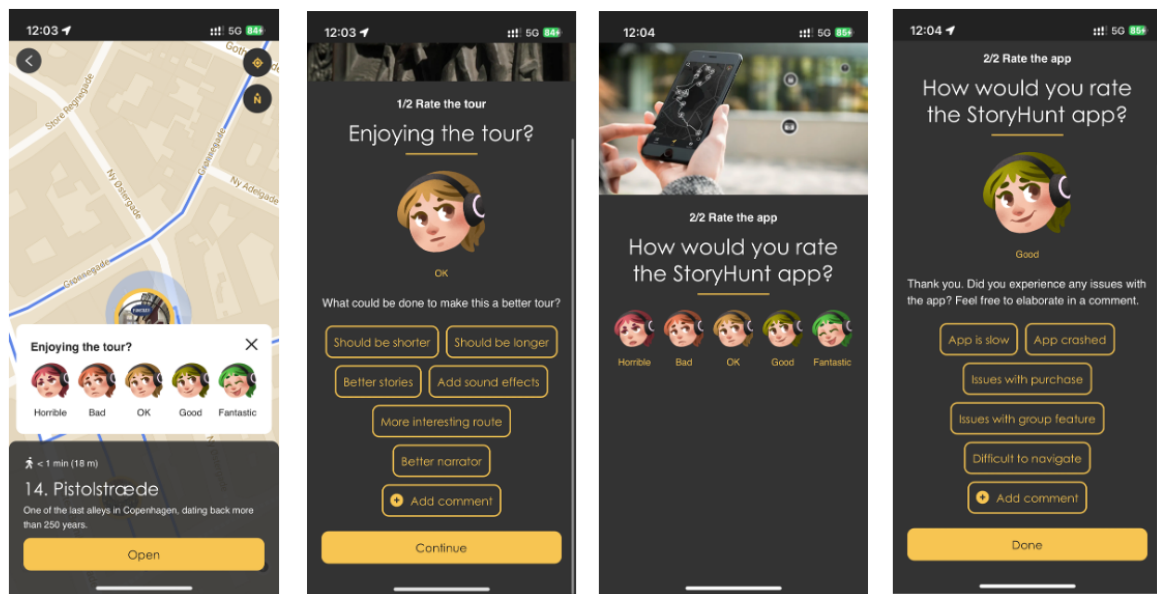 12:03
5G 84
Goth
Store Regnegade
Grønnegade
Ny Østergade
Ny Adelgade
Grønnegade
N
Enjoying the tour?
Horrible Bad OK Good Fantastic
< 1 min (18 m)
14. Pistolstræde
One of the last alleys in Copenhagen, dating back more
than 250 years.
Open
12:03
5G 84
1/2 Rate the tour
Enjoying the tour?
OK
What could be done to make this a better tour?
Should be shorter Should be longer
Better stories Add sound effects
More interesting route
Better narrator
Add comment
Continue
12:04
5G 85
2/2 Rate the app
How would you rate
the StoryHunt app?
Horrible Bad OK Good Fantastic
12:04
5G 85
2/2 Rate the app
How would you rate
the StoryHunt app?
Good
Thank you. Did you experience any issues with
the app? Feel free to elaborate in a comment.
App is slow App crashed
Issues with purchase
Issues with group feature
Difficult to navigate
Add comment
Done